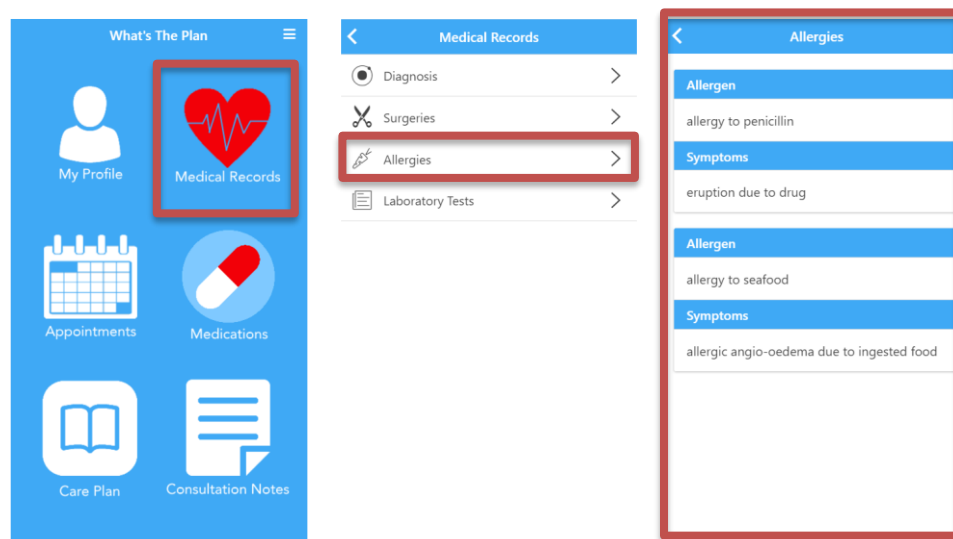 What's The Plan
My Profile
Medical Records
Appointments
Medications
Care Plan
Consultation Notes
Medical Records
Diagnosis
Surgeries
Allergies
Laboratory Tests
Allergies
Allergen
allergy to penicillin
Symptoms
eruption due to drug
Allergen
allergy to seafood
Symptoms
allergic angio-oedema due to ingested food